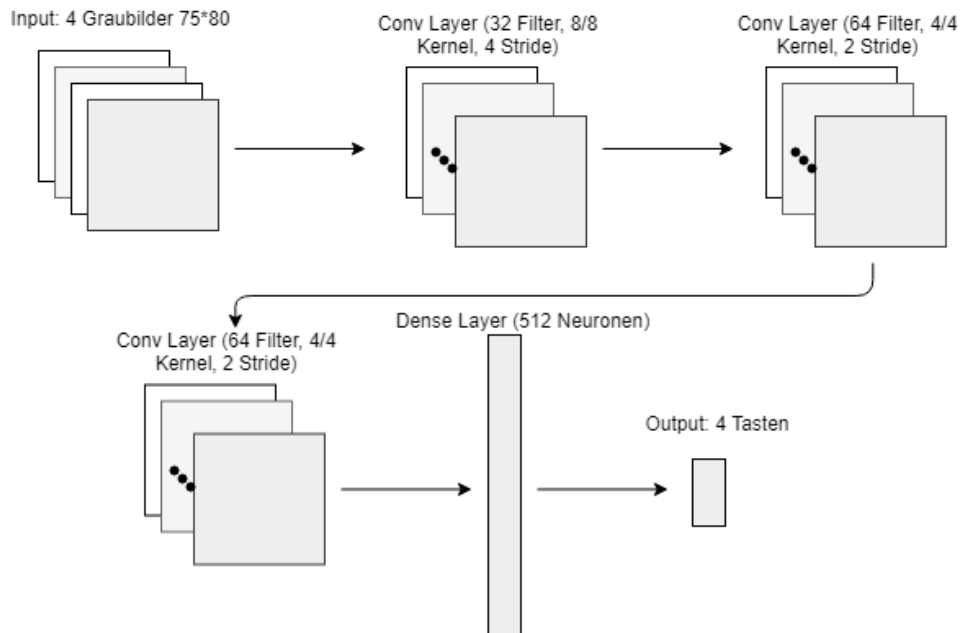 Input: 4 Graubilder 75*80
Conv Layer (32 Filter, 8/8
Kernel, 4 Stride)
Conv Layer (64 Filter, 4/4
Kernel, 2 Stride)
Conv Layer (64 Filter, 4/4
Kernel, 2 Stride)
Dense Layer (512 Neuronen)
Output: 4 Tasten